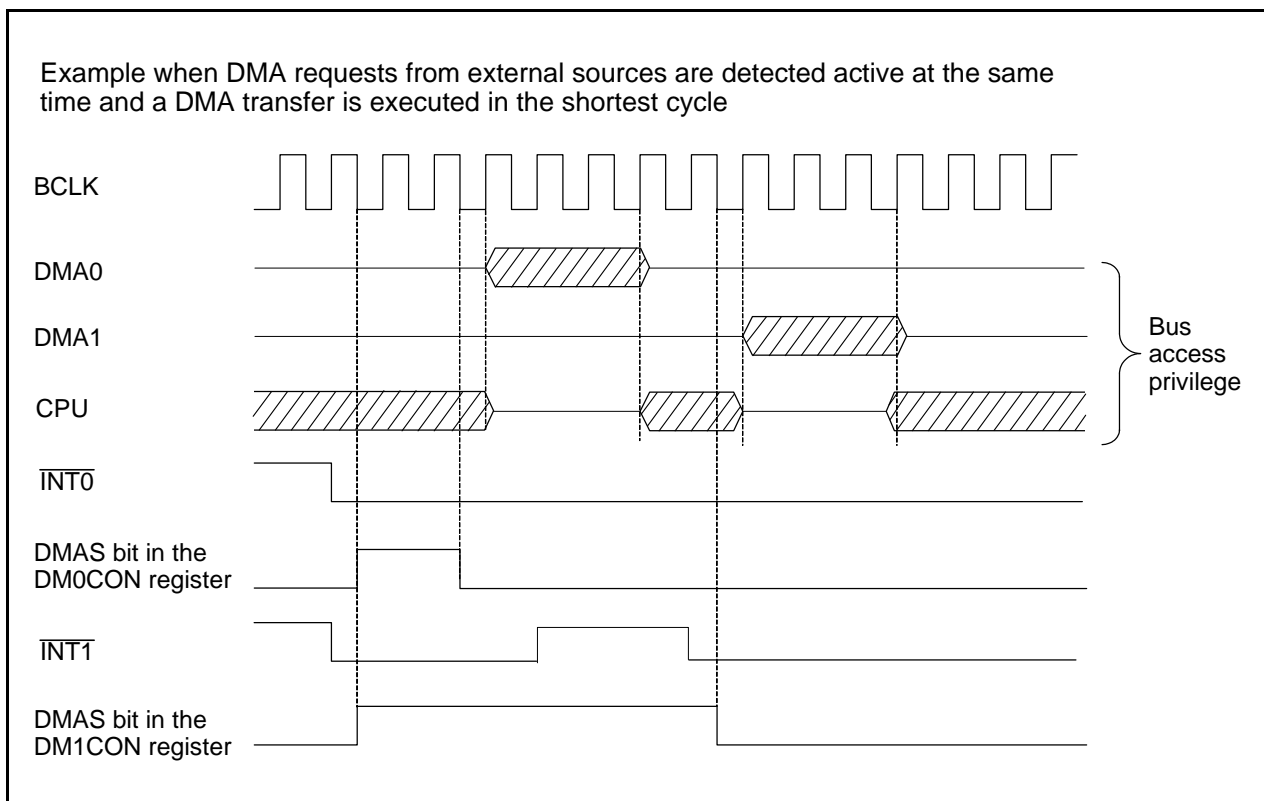 Example when DMA requests from external sources are detected active at the same
time and a DMA transfer is executed in the shortest cycle
BCLK
DMA0
DMA1
CPU
Bus
access
privilege
INT0
DMAS bit in the
DM0CON register
INT1
DMAS bit in the
DM1CON register